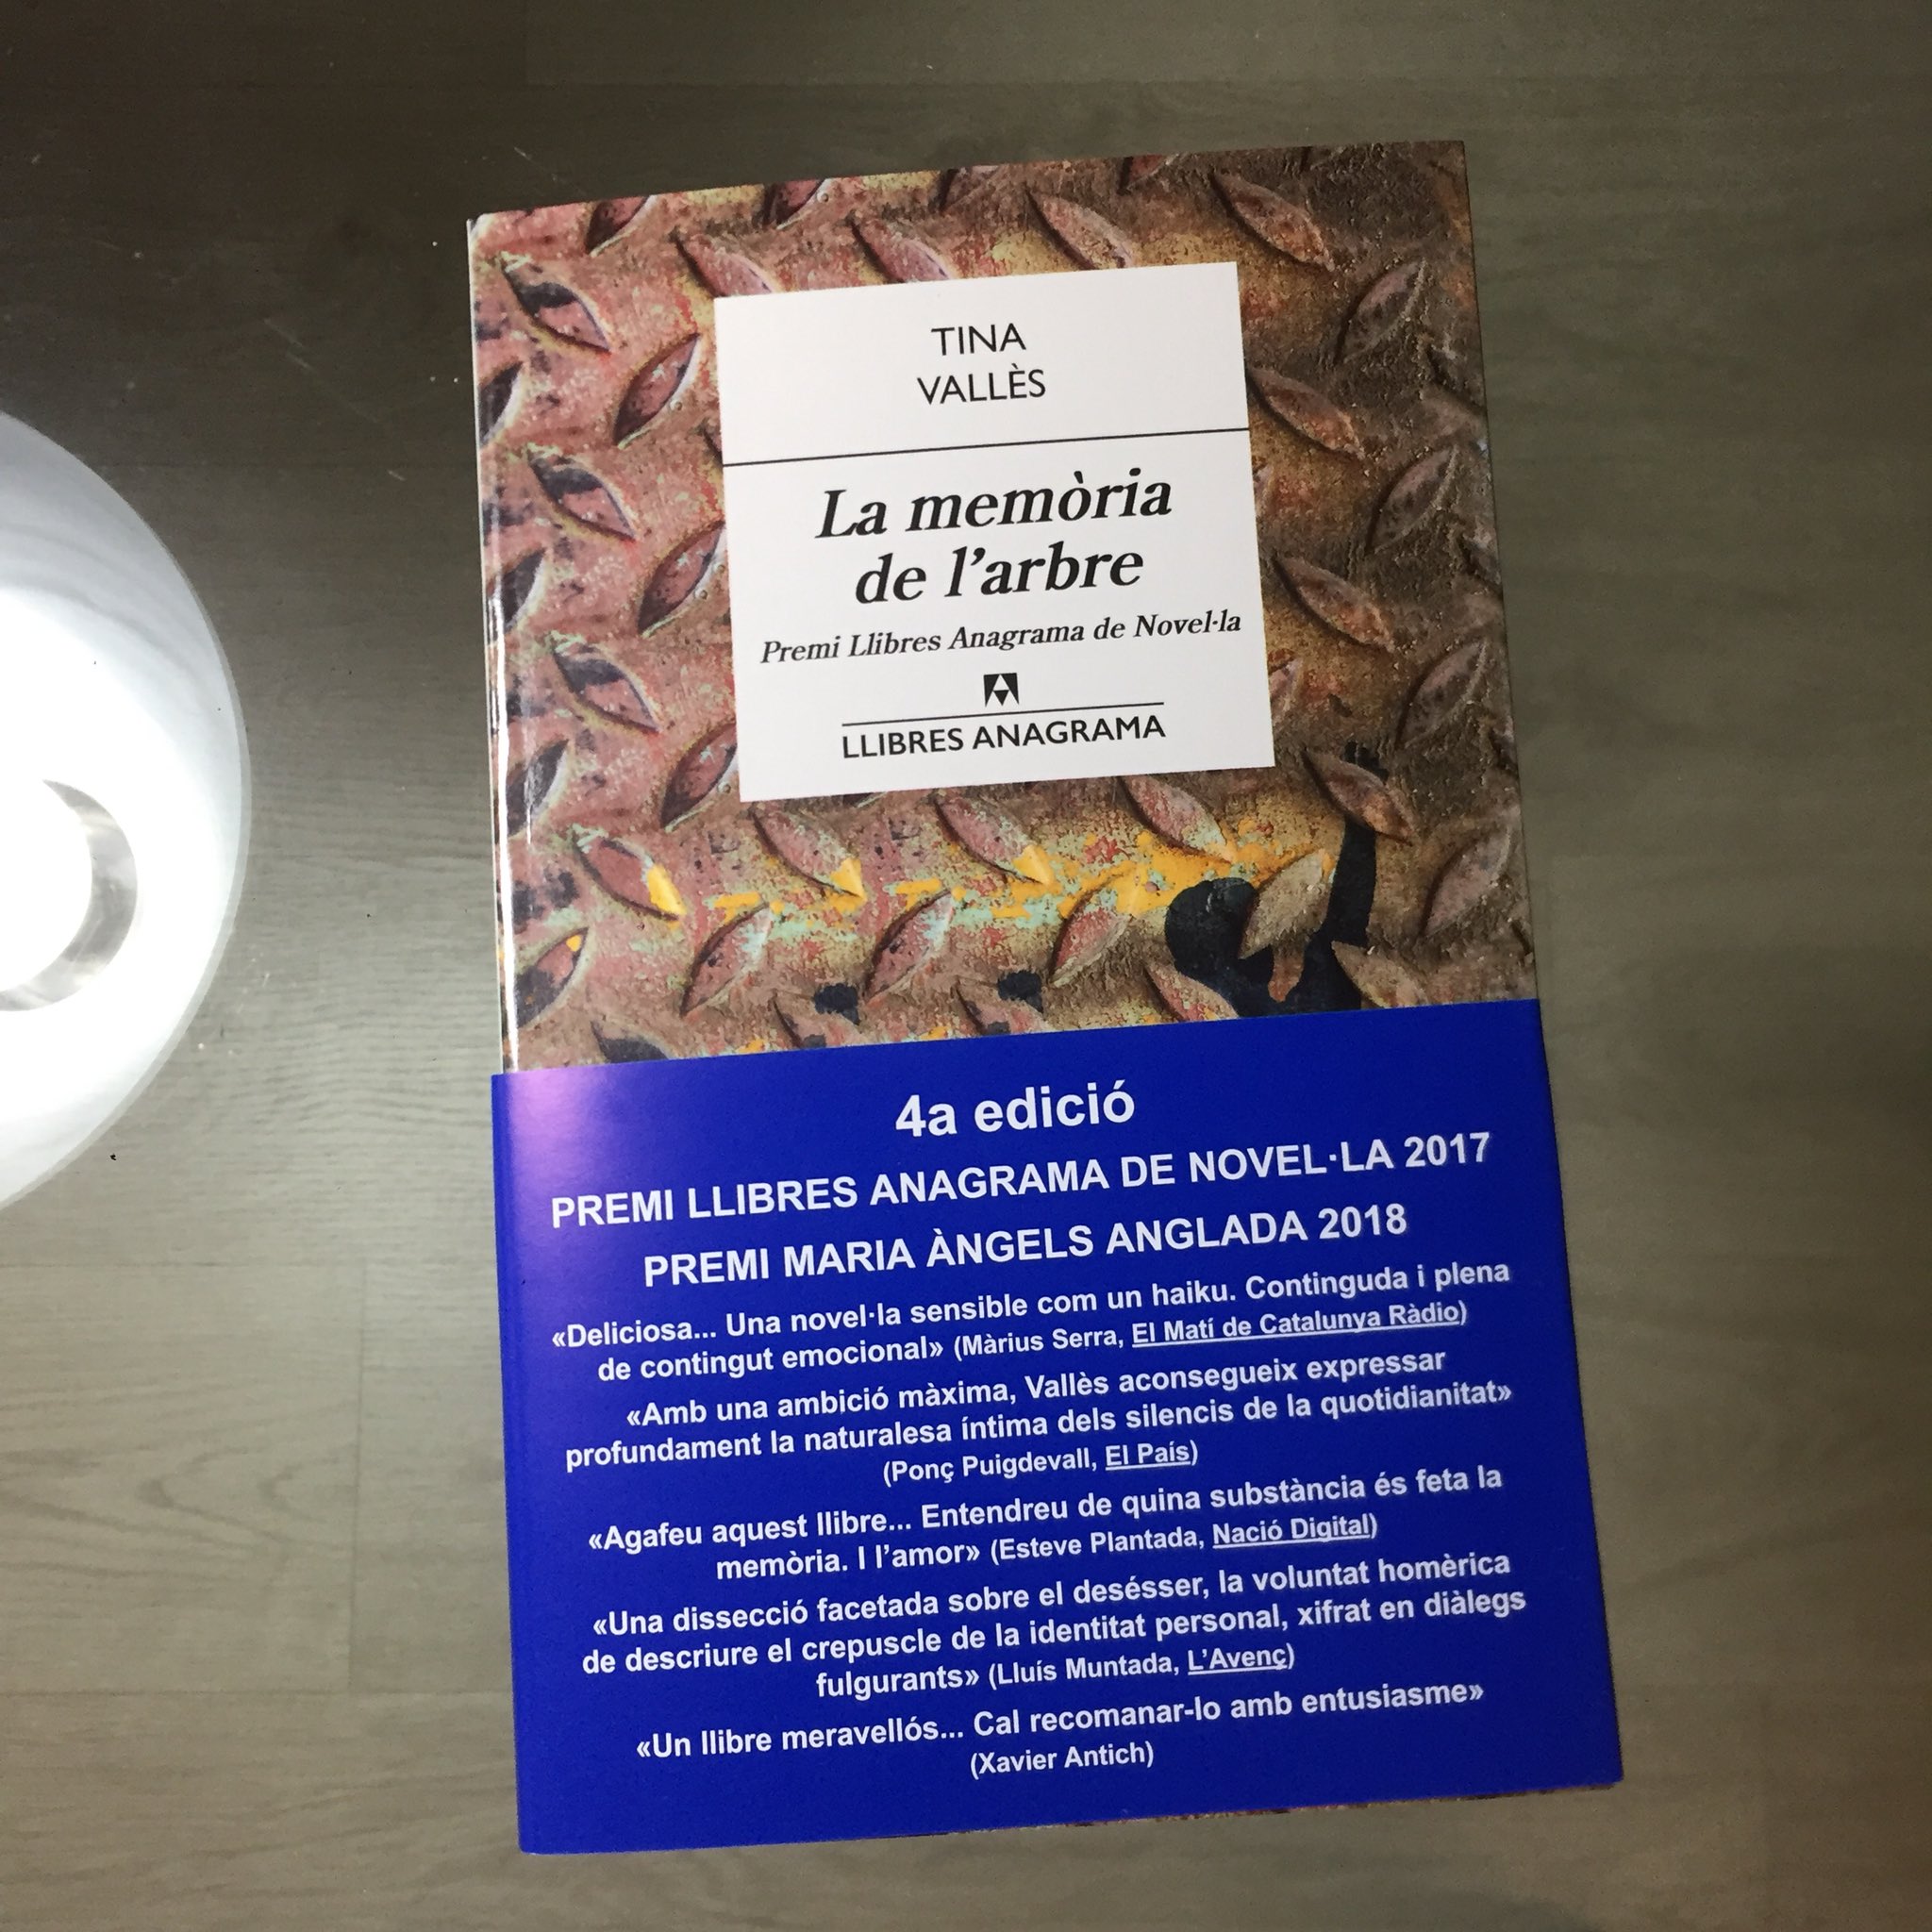 TINA
VALLÈS
La memòria
de l’arbre
Premi Llibres Anagrama de Novel·la
LLIBRES ANAGRAMA
4a edició
PREMI LLIBRES ANAGRAMA DE NOVEL·LA 2017
PREMI MARIA ÀNGELS ANGLADA 2018
«Deliciosa... Una novel·la sensible com un haiku. Continguda i plena
de contingut emocional» (Màrius Serra, El Matí de Catalunya Ràdio)
«Amb una ambició màxima, Vallès aconsegueix expressar
profundament la naturalesa íntima dels silencis de la quotidianitat»
(Ponç Puigdevall, El País)
«Agafeu aquest llibre... Entendreu de quina substància és feta la
memòria. I l’amor» (Esteve Plantada, Nació Digital)
«Una dissecció facetada sobre el desésser, la voluntat homèrica
de descriure el crepuscle de la identitat personal, xifrat en diàlegs
fulgurants» (Lluís Muntada, L’Avenç)
«Un llibre meravellós... Cal recomanar-lo amb entusiasme»
(Xavier Antich)